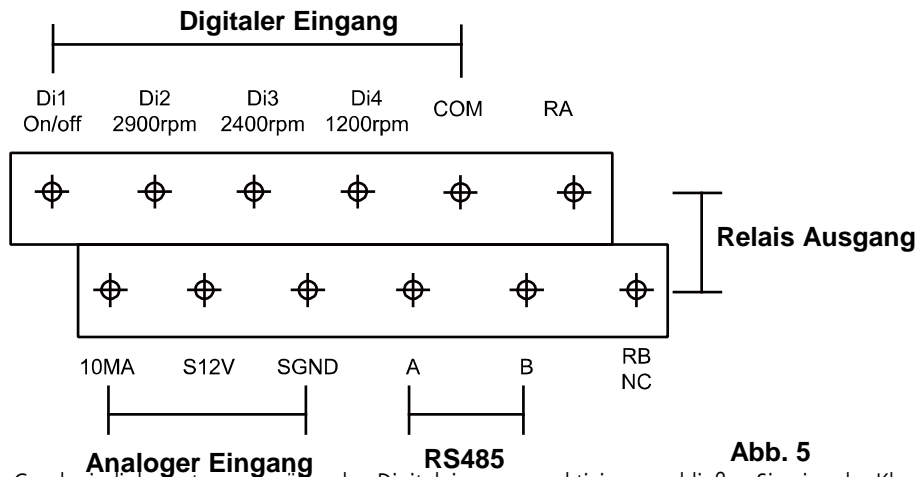 Digitaler Eingang
Di1 Di2 Di3 Di4 COM RA
On/off 2900rpm 2400rpm 1200rpm
Relais Ausgang
10MA S12V SGND A B RB
NC
Analoger Eingang RS485 Abb. 5